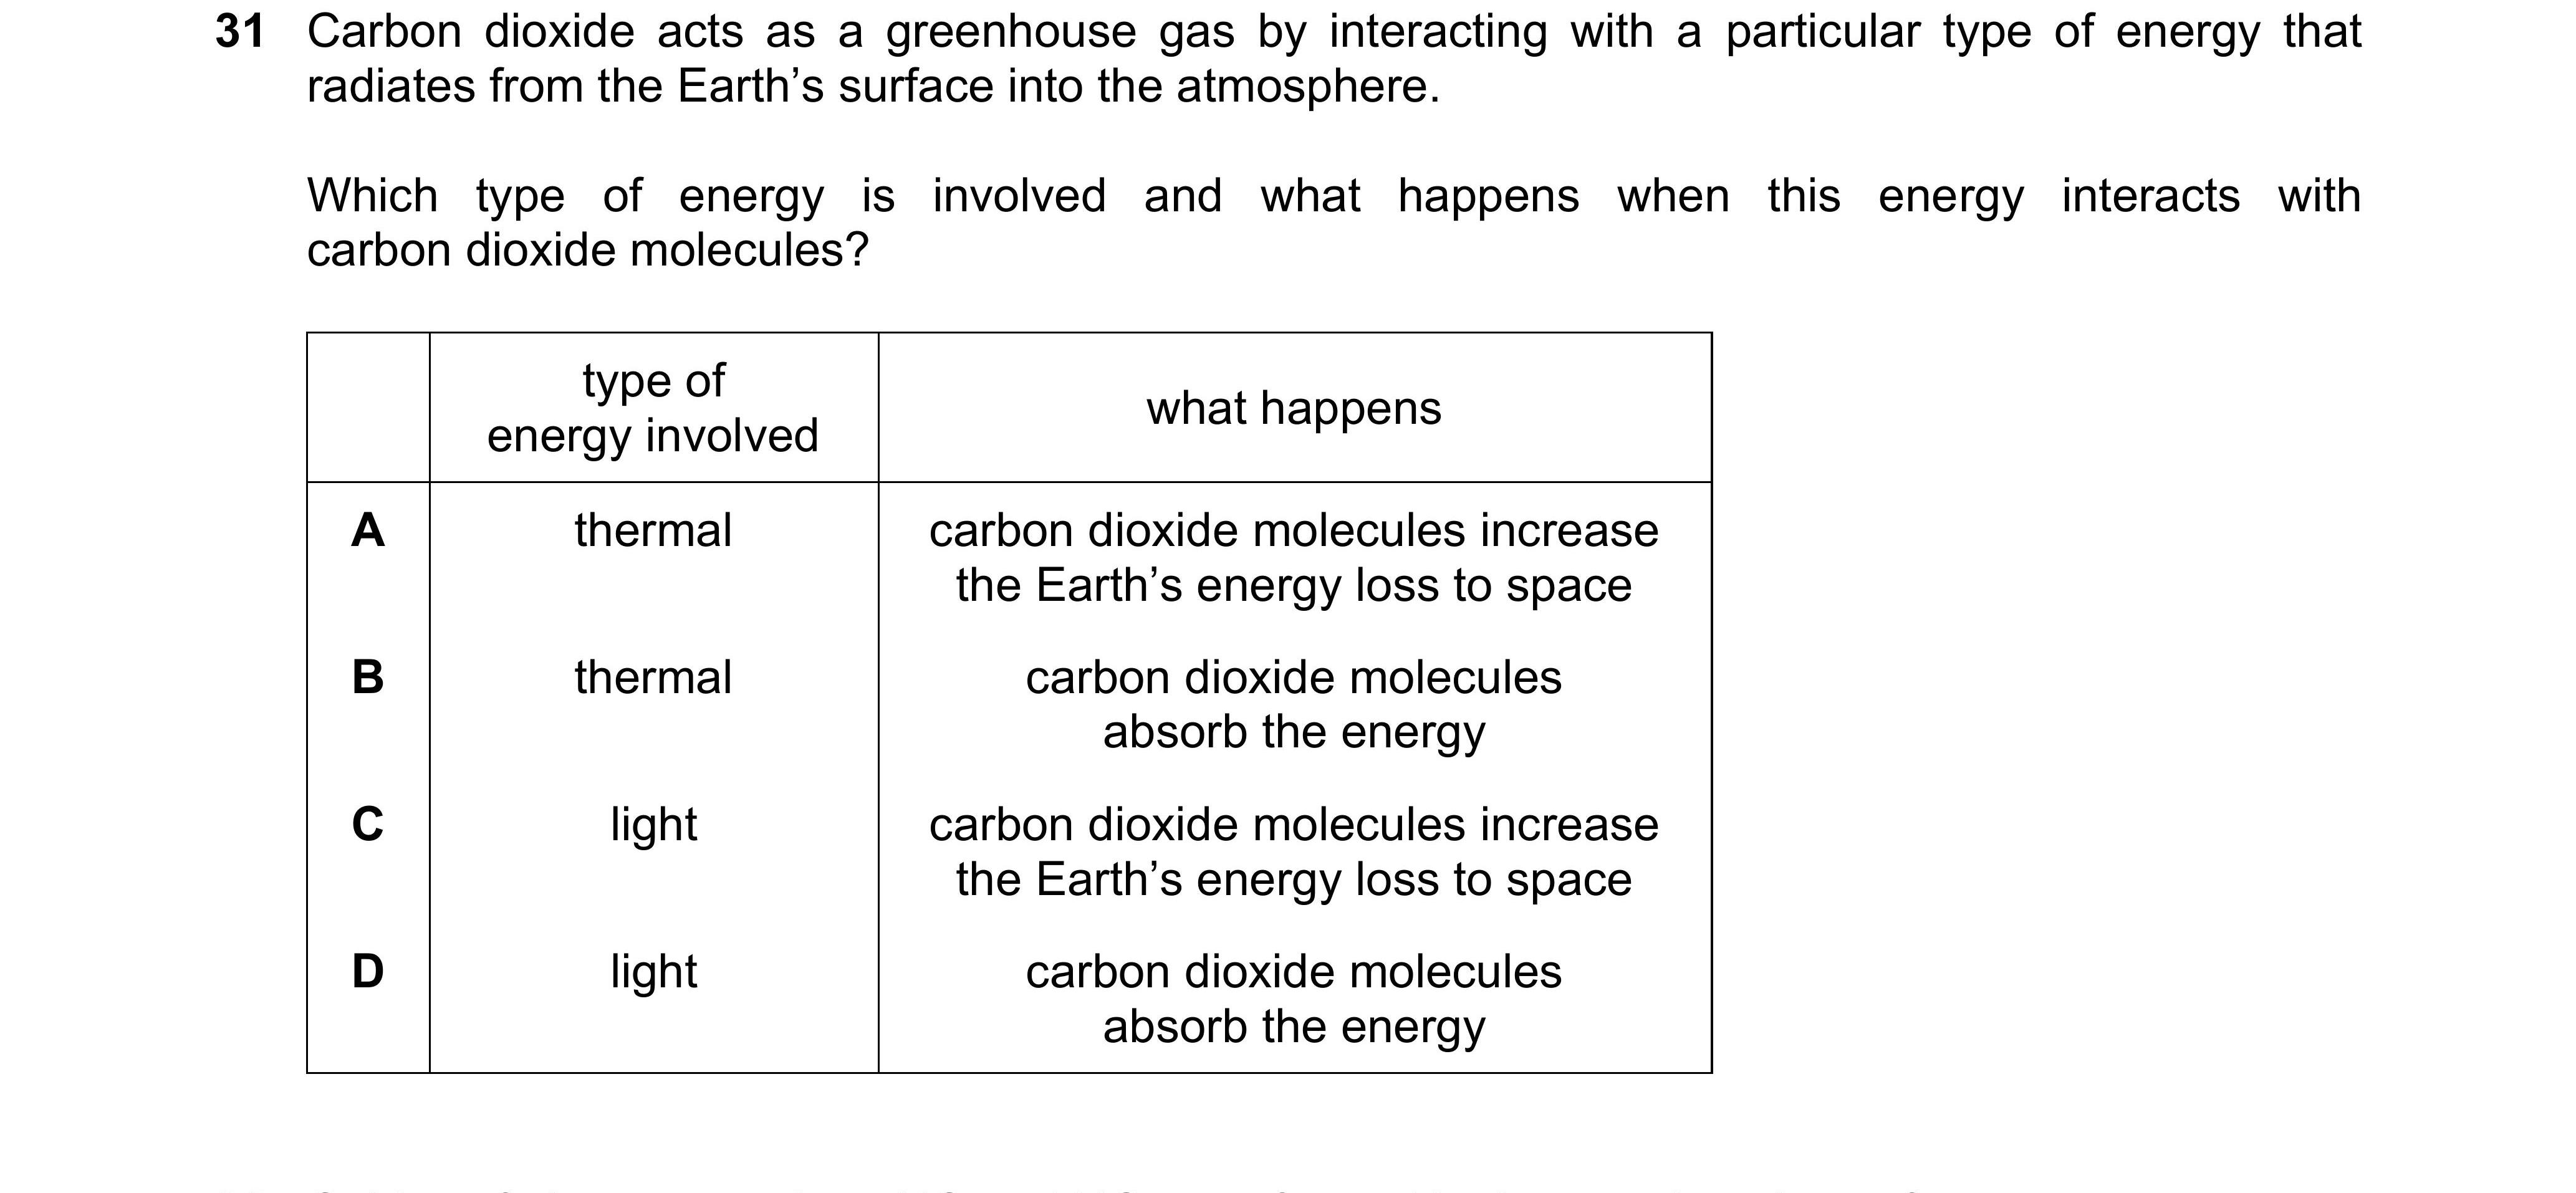 31 Carbon dioxide acts as a greenhouse gas by interacting with a particular type of energy that
radiates from the Earth's surface into the atmosphere.
Which type of energy is involved and what happens when this energy interacts with
carbon dioxide molecules?
type of
energy involved
what happens
A thermal carbon dioxide molecules increase
the Earth's energy loss to space
B thermal carbon dioxide molecules
absorb the energy
C light carbon dioxide molecules increase
the Earth's energy loss to space
D light carbon dioxide molecules
absorb the energy